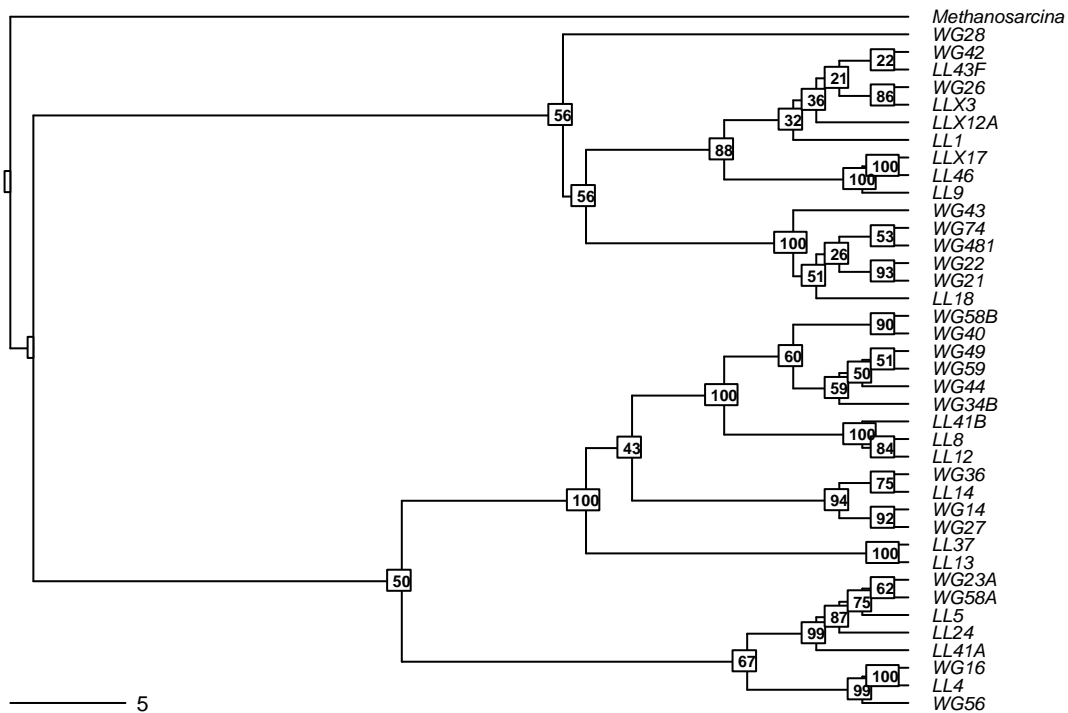 Methanosarcina
WG28
WG42
22
LL43F
21
WG26
36
86
LLX3
32
LLX12A
56
LL1
88
LLX17
100
LL46
100
LL9
56
WG43
WG74
53
WG481
100
26
WG22
93
WG21
51
LL18
WG58B
90
WG40
60
WG49
51
WG59
50
WG44
59
WG34B
100
LL41B
100
LL8
84
LL12
43
WG36
75
LL14
94
WG14
100
92
WG27
LL37
100
LL13
50
WG23A
62
WG58A
75
LL5
87
LL24
99
LL41A
67
WG16
100
LL4
99
WG56
5